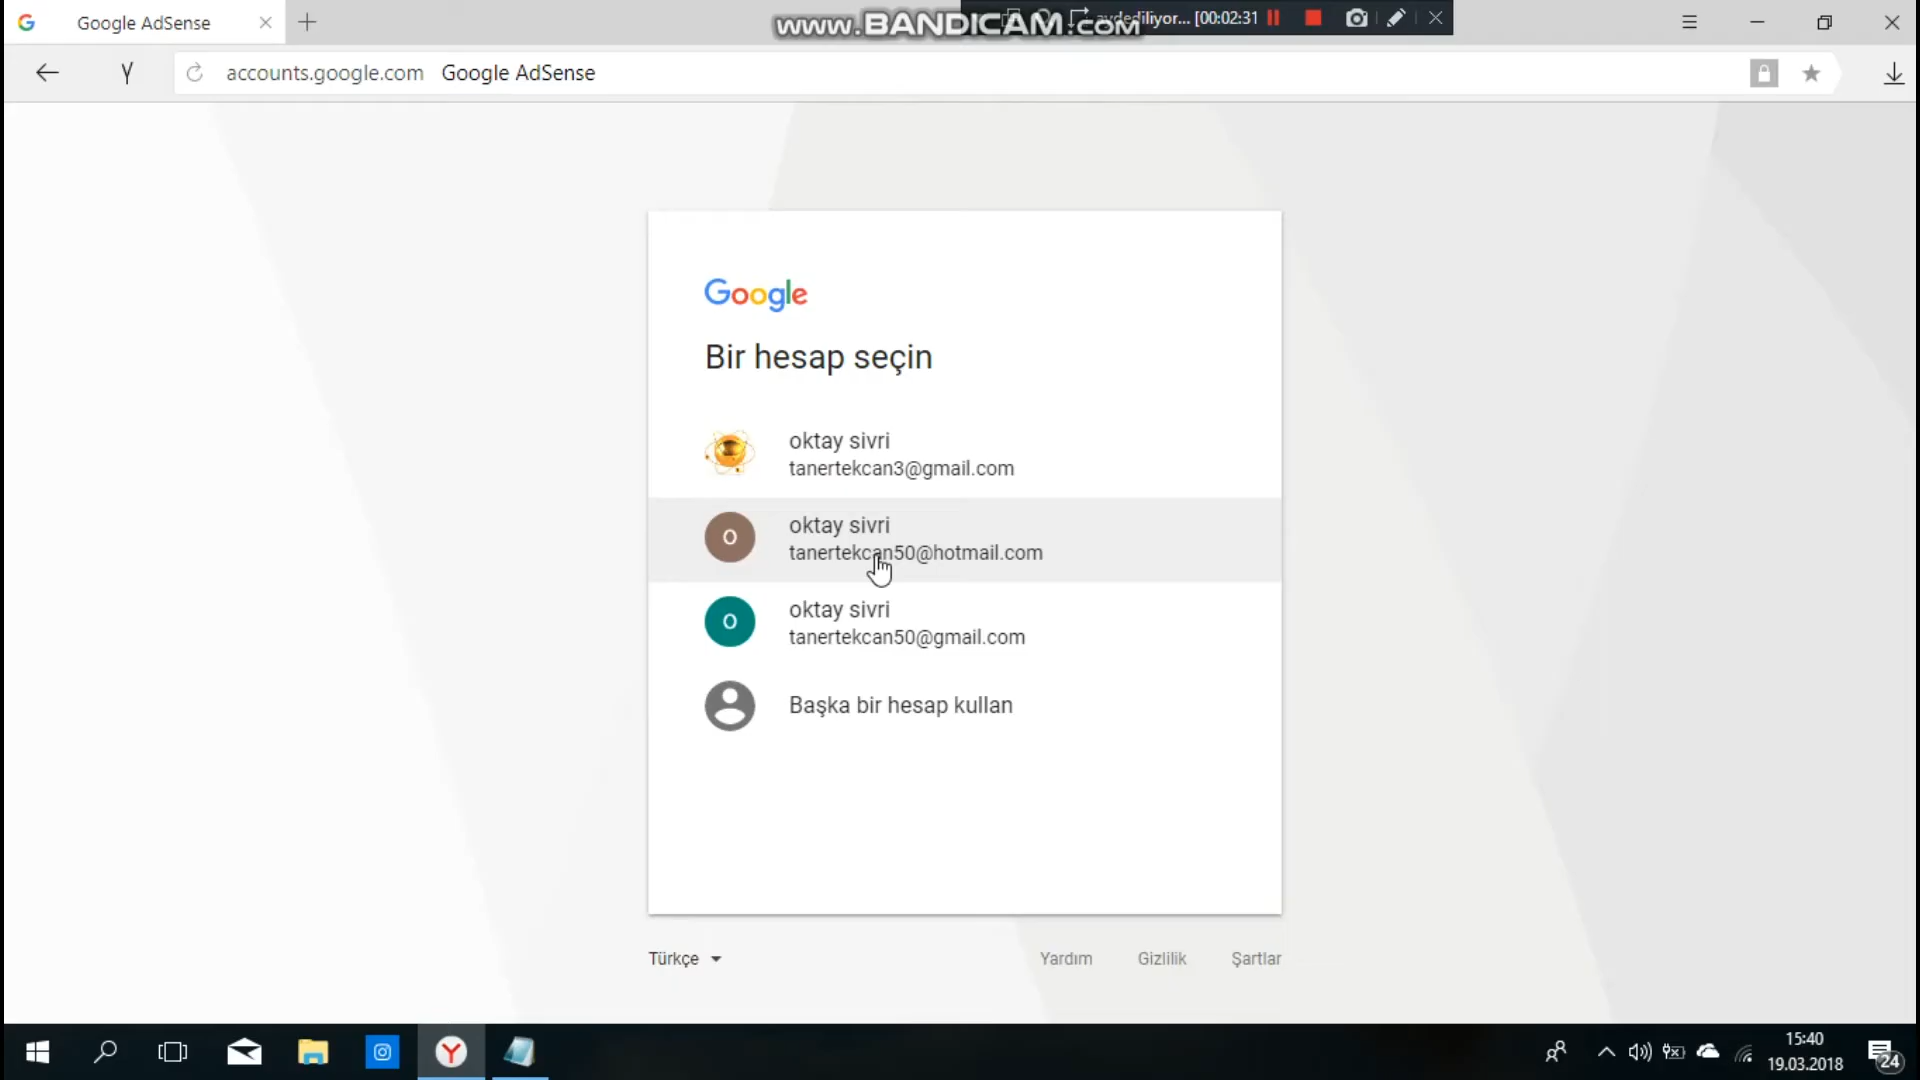 Google AdSense
www.BANDICAM.com
aydediliyor... [00:02:31
accounts.google.com Google AdSense
Google
Bir hesap seçin
oktay sivri
tanertekcan3@gmail.com
O
oktay sivri
tanertekcan50@hotmail.com
O
oktay sivri
tanertekcan50@gmail.com
Başka bir hesap kullan
Türkçe
Yardım
Gizlilik
Şartlar
15:40
19.03.2018
24